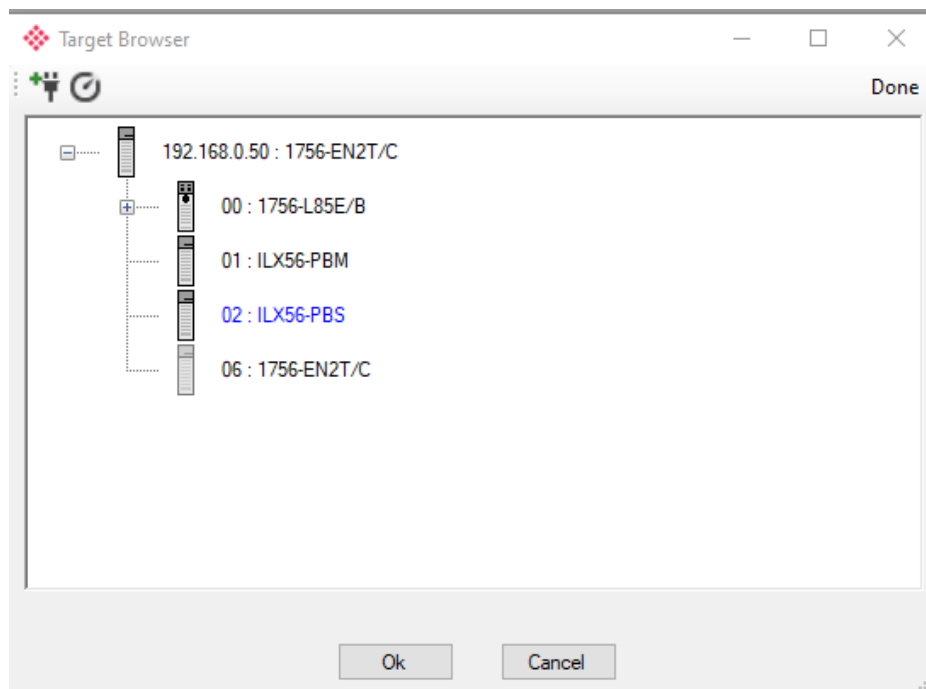 Target Browser
Done
192.168.0.50 : 1756-EN2T/C
00 : 1756-L85E/B
01 : ILX56-PBM
02 : ILX56-PBS
06 : 1756-EN2T/C
Ok Cancel